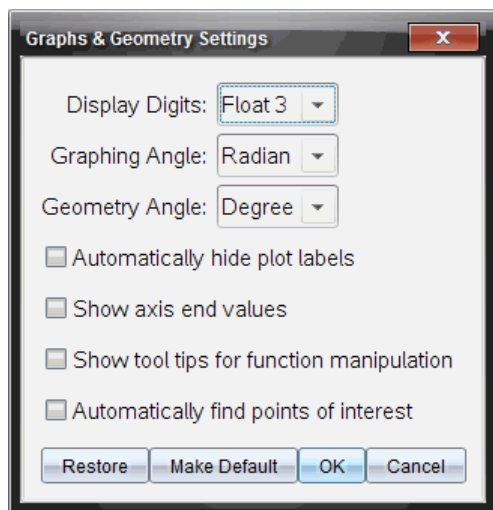 Graphs & Geometry Settings
Display Digits: Float 3
Graphing Angle: Radian
Geometry Angle: Degree
Automatically hide plot labels
Show axis end values
Show tool tips for function manipulation
Automatically find points of interest
Restore Make Default OK Cancel